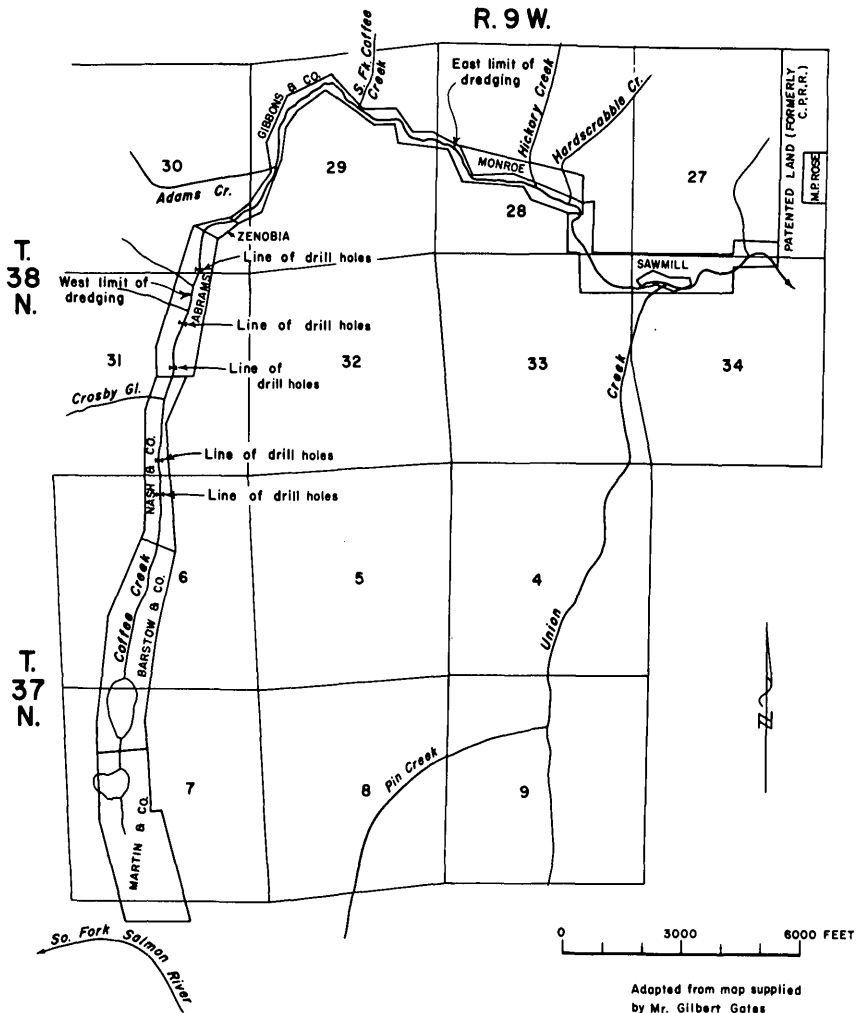 R. 9 W.
S. Fk. Coffee
Creek
East limit of
dredging
Hickory Creek
Hardscrabble Cr.
PATENTED LAND (FORMERLY
C.P.R.R.)
M.P. ROSE
GIBBONS & CO.
30
29
MONROE
28
27
Adams Cr.
ZENOBIA
T.
38
N.
Line of drill holes
West limit of
dredging
ABRAMS
SAWMILL
Line of drill holes
31
32
33
34
Line of
drill holes
Crosby Gl.
Creek
NASH & CO.
Line of drill holes
Line of drill holes
6
5
4
Coffee Creek
BARSTOW & CO.
Union
T.
37
N.
N
Pin Creek
7
8
9
MARTIN & CO.
So. Fork Salmon
River
0 3000 6000 FEET
Adapted from map supplied
by Mr. Gilbert Gates